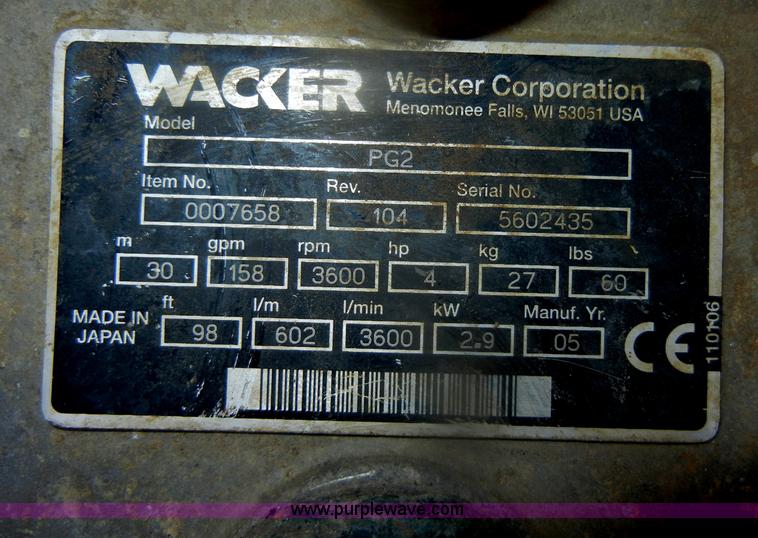 WACKER Wacker Corporation
Menomonee Falls, WI 53051 USA
Model
PG2
Item No. Rev. Serial No.
0007658 104 5602435
m gpm rpm hp kg lbs
30 158 3600 4 27 60
ft l/m l/min kW Manuf. Yr.
MADE IN JAPAN 98 602 3600 2.9 05 CE
110106
www.purplewave.com